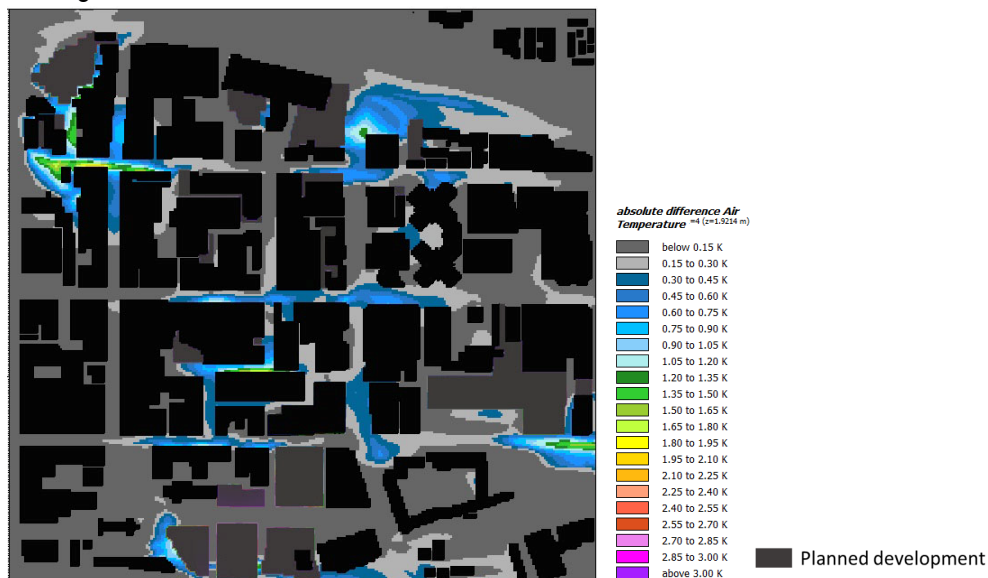 absolute difference Air
Temperature =4 (z=1.9214 m)
below 0.15 K
0.15 to 0.30 K
0.30 to 0.45 K
0.45 to 0.60 K
0.60 to 0.75 K
0.75 to 0.90 K
0.90 to 1.05 K
1.05 to 1.20 K
1.20 to 1.35 K
1.35 to 1.50 K
1.50 to 1.65 K
1.65 to 1.80 K
1.80 to 1.95 K
1.95 to 2.10 K
2.10 to 2.25 K
2.25 to 2.40 K
2.40 to 2.55 K
2.55 to 2.70 K
2.70 to 2.85 K
2.85 to 3.00 K
above 3.00 K
Planned development